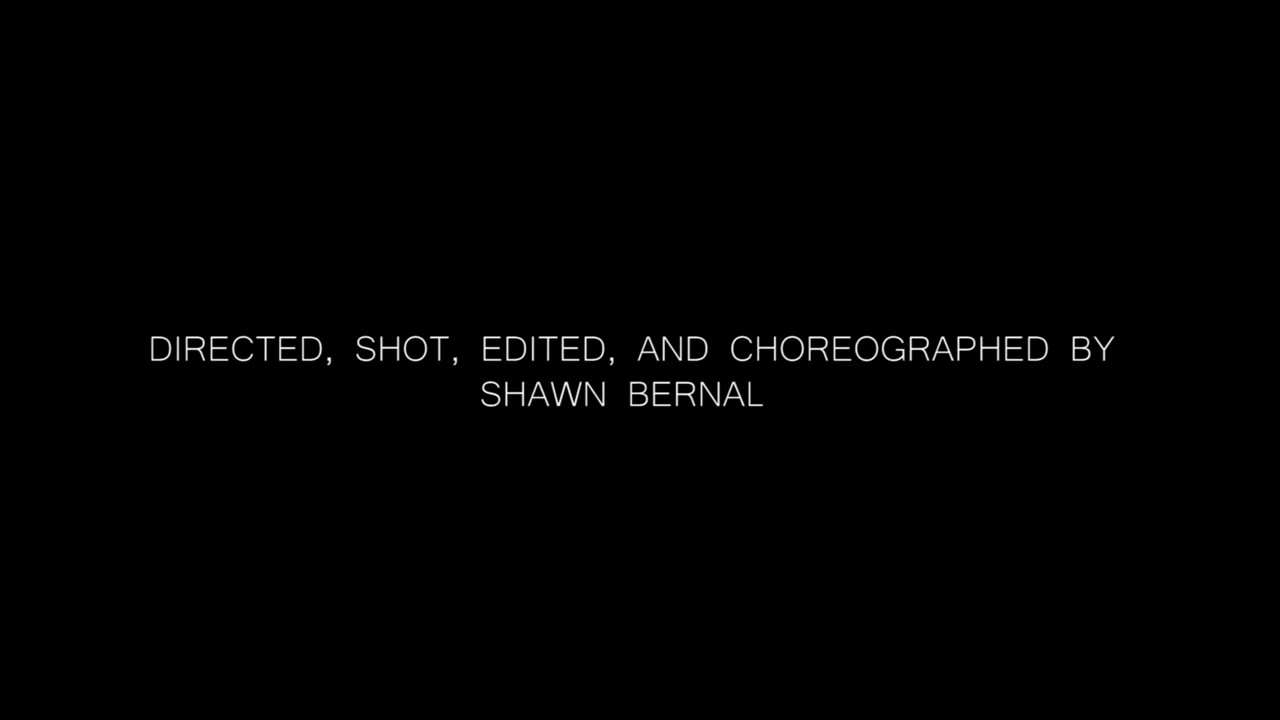 DIRECTED, SHOT, EDITED, AND CHOREOGRAPHED BY
SHAWN BERNAL